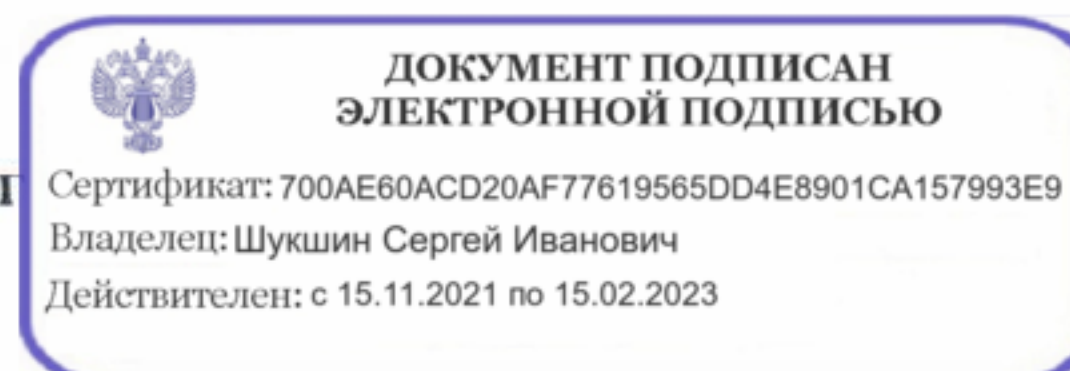 ДОКУМЕНТ ПОДПИСАН
ЭЛЕКТРОННОЙ ПОДПИСЬЮ
Сертификат: 700AE60ACD20AF77619565DD4E8901CA157993E9
Владелец: Шукшин Сергей Иванович
Действителен: с 15.11.2021 по 15.02.2023